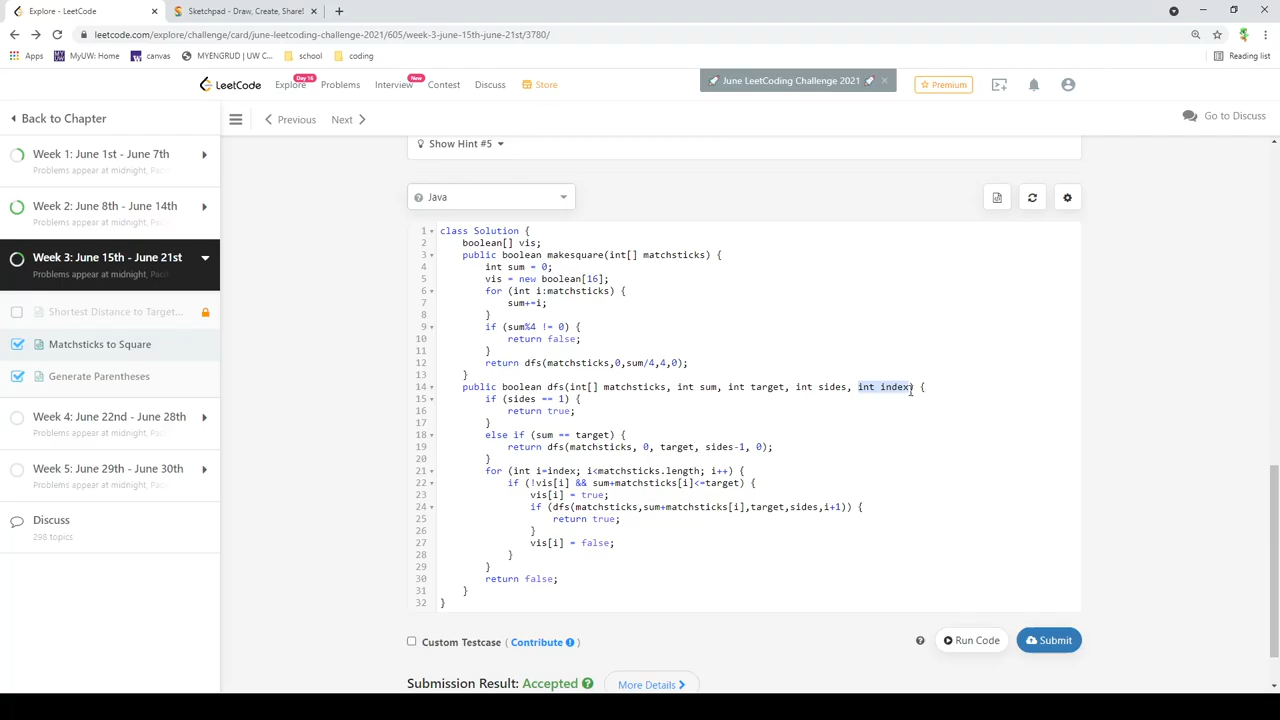 Explore - LeetCode
Sketchpad - Draw, Create, Share!
leetcode.com/explore/challenge/card/june-leetcoding-challenge-2021/605/week-3-june-15th-june-21st/3780/
Apps
MyUW: Home
canvas
MYENGRUD | UW C...
school
coding
Reading list
LeetCode
Explore
Day 16
Problems
Interview
New
Contest
Discuss
Store
June LeetCoding Challenge 2021
Premium
Back to Chapter
Previous
Next
Go to Discuss
Week 1: June 1st - June 7th
Problems appear at midnight, Paci
Week 2: June 8th - June 14th
Problems appear at midnight, Paci
Week 3: June 15th - June 21st
Problems appear at midnight, Paci
Shortest Distance to Target...
Matchsticks to Square
Generate Parentheses
Week 4: June 22nd - June 28th
Problems appear at midnight, Paci
Week 5: June 29th - June 30th
Problems appear at midnight, Paci
Discuss
298 topics
Show Hint #5
Java
1 class Solution {
2 boolean[] vis;
3 public boolean makesquare(int[] matchsticks) {
4 int sum = 0;
5 vis = new boolean[16];
6 for (int i:matchsticks) {
7 sum+=i;
8 }
9 if (sum%4 != 0) {
10 return false;
11 }
12 return dfs(matchsticks,0,sum/4,4,0);
13 }
14 public boolean dfs(int[] matchsticks, int sum, int target, int sides, int index) {
15 if (sides == 1) {
16 return true;
17 }
18 else if (sum == target) {
19 return dfs(matchsticks, 0, target, sides-1, 0);
20 }
21 for (int i=index; i<matchsticks.length; i++) {
22 if (!vis[i] && sum+matchsticks[i]<=target) {
23 vis[i] = true;
24 if (dfs(matchsticks,sum+matchsticks[i],target,sides,i+1)) {
25 return true;
26 }
27 vis[i] = false;
28 }
29 }
30 return false;
31 }
32 }
Custom Testcase ( Contribute )
Run Code
Submit
Submission Result: Accepted
More Details